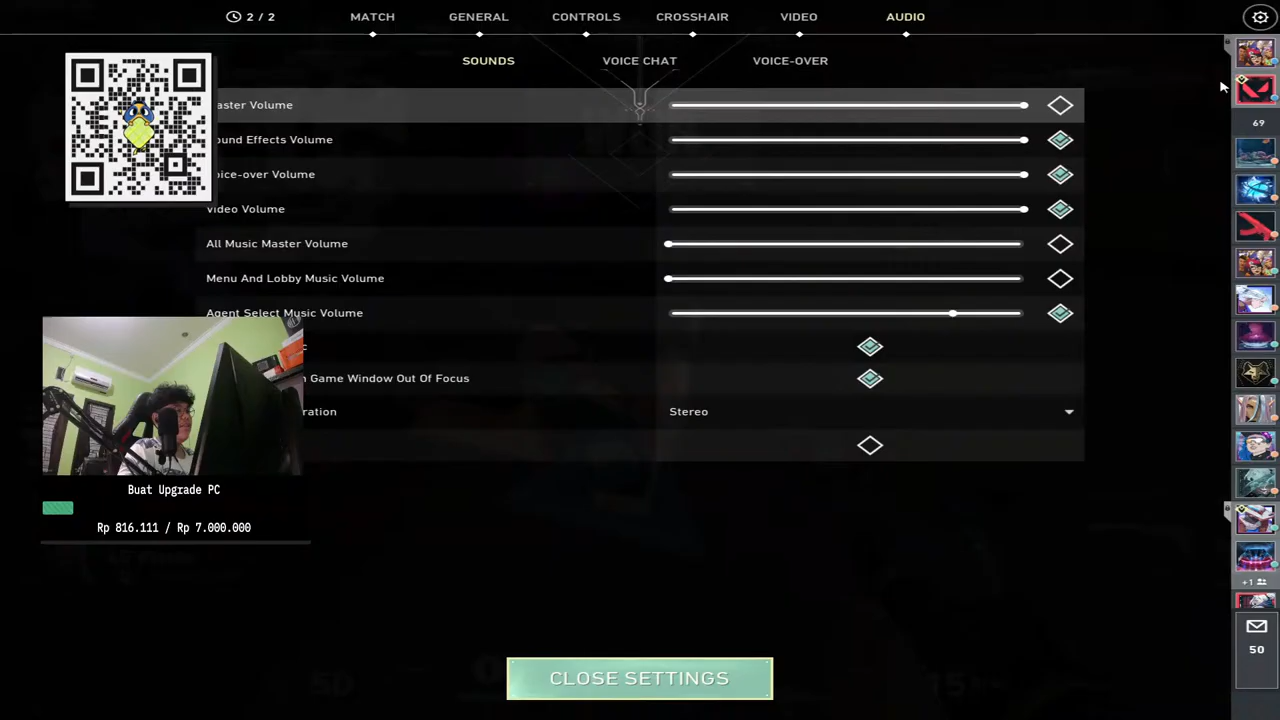 2 / 2
MATCH
GENERAL
CONTROLS
CROSSHAIR
VIDEO
AUDIO
SOUNDS
VOICE CHAT
VOICE-OVER
aster Volume
ound Effects Volume
oice-over Volume
Video Volume
All Music Master Volume
Menu And Lobby Music Volume
Agent Select Music Volume
Game Window Out Of Focus
ration
Stereo
Buat Upgrade PC
Rp 816.111 / Rp 7.000.000
69
+1
50
CLOSE SETTINGS